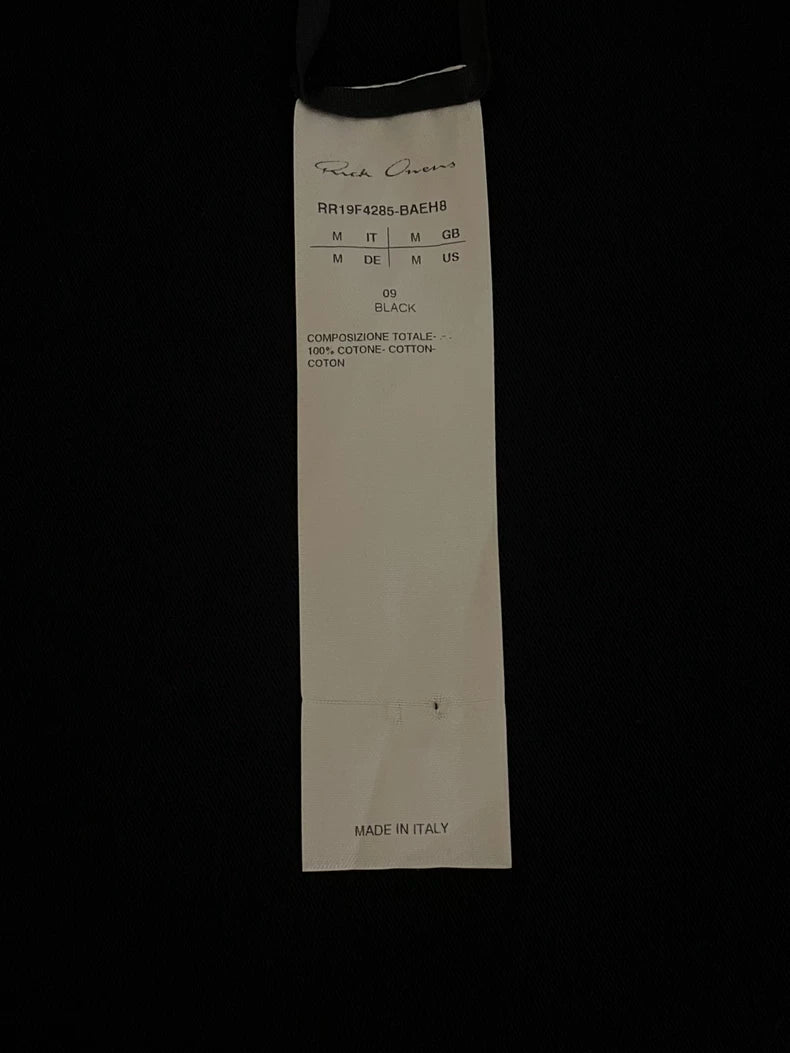 Rick Owens
RR19F4285-BAEH8
M IT M GB
M DE M US
09
BLACK
COMPOSIZIONE TOTALE- .- .
100% COTONE- COTTON-
COTON
MADE IN ITALY